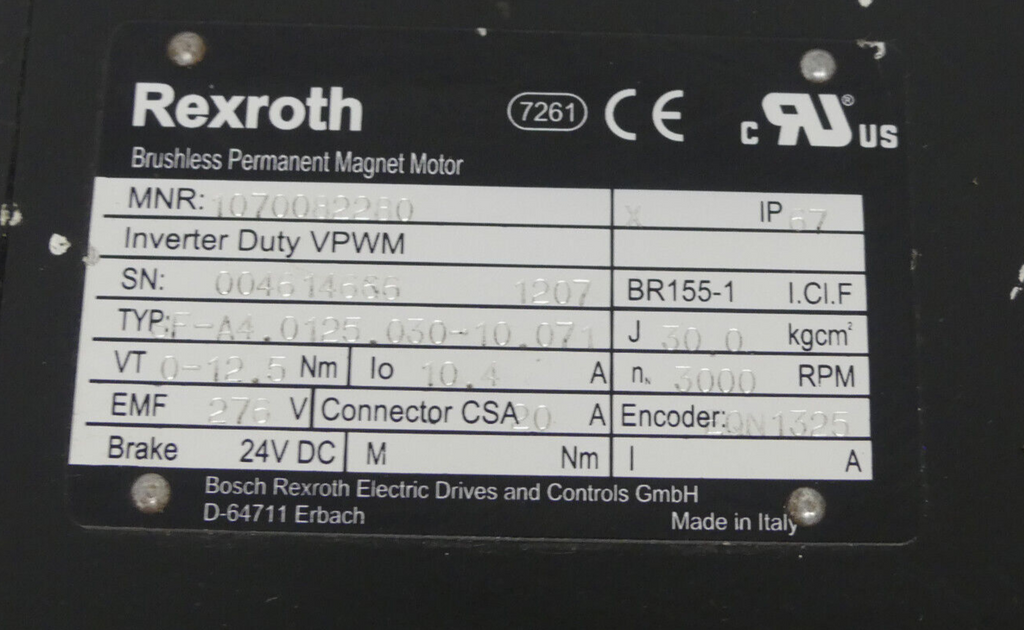 Rexroth
7261 CE C UR ® US
Brushless Permanent Magnet Motor
MNR: 1070082280 X IP 67
Inverter Duty VPWM
SN: 1207 BR155-1 I.Cl.F
TYP: F-A4.0125.030-10.071 J 30.0 kgcm²
VT 0-12.5 Nm Io 10.4 A nN 3000 RPM
EMF 276 V Connector CSA 20 A Encoder: EQN1325
Brake 24V DC M Nm I A
Bosch Rexroth Electric Drives and Controls GmbH
D-64711 Erbach
Made in Italy